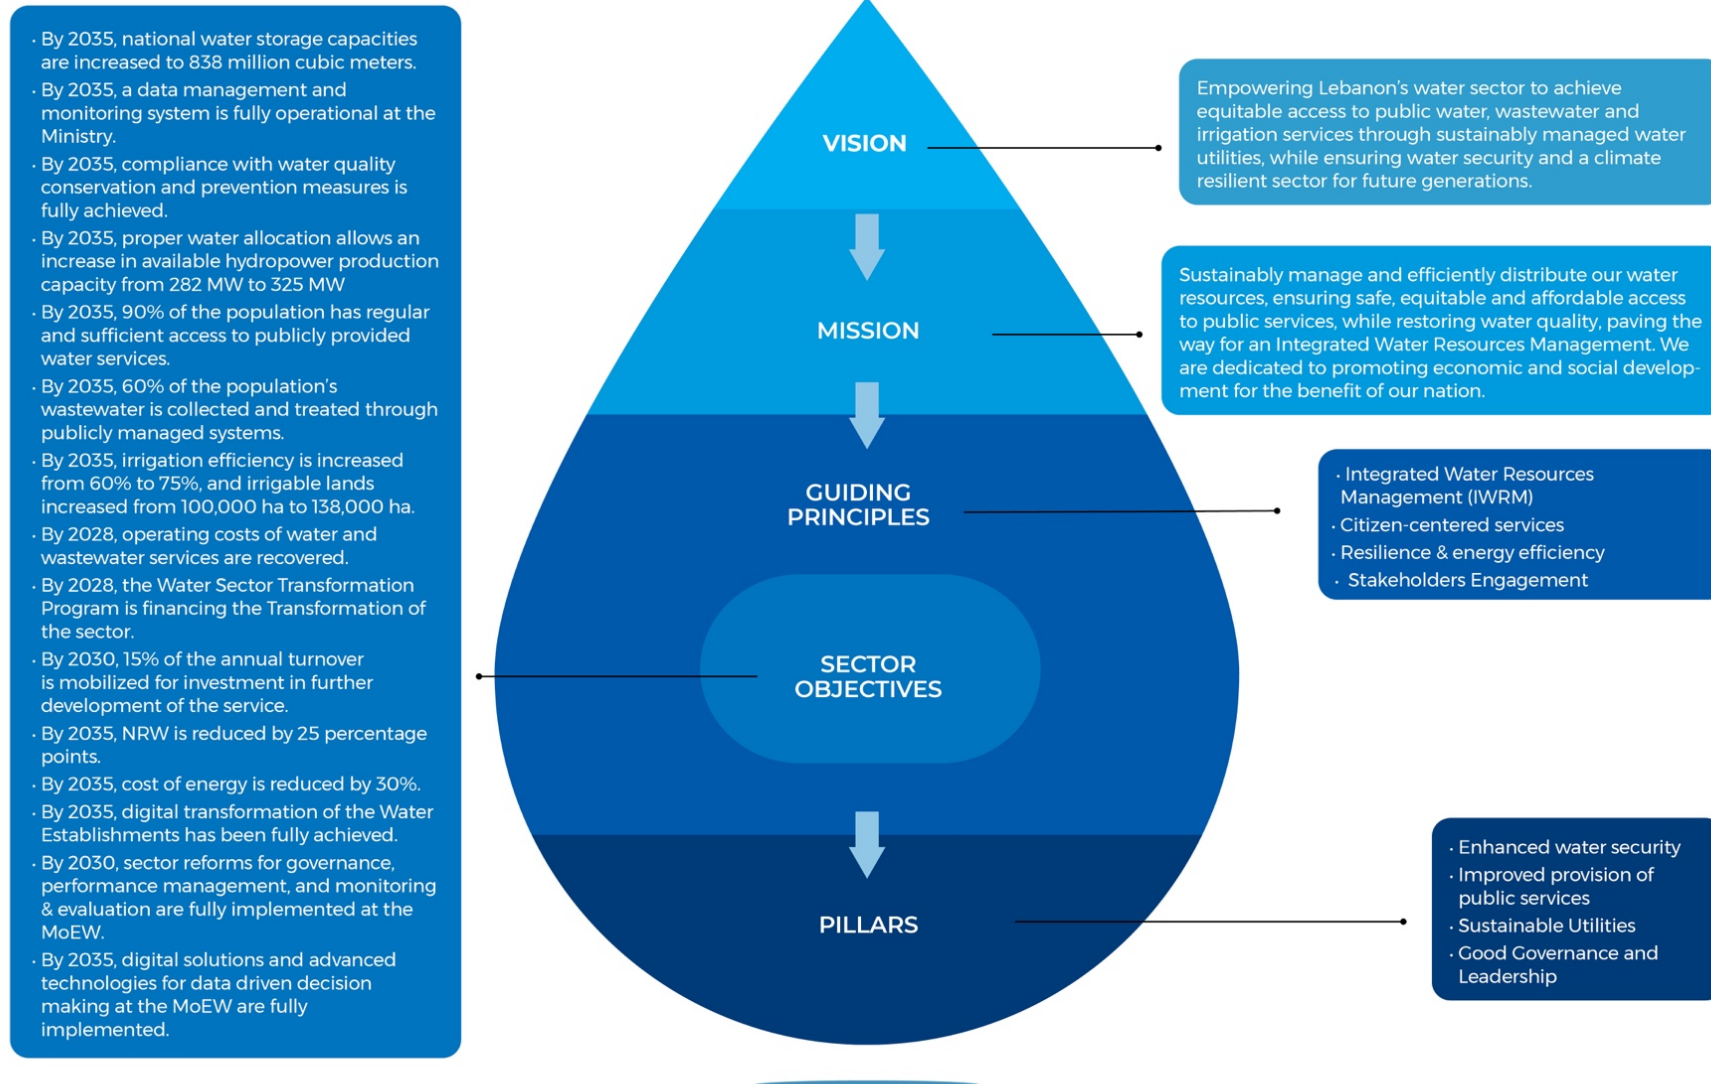 · By 2035, national water storage capacities
are increased to 838 million cubic meters.
· By 2035, a data management and
monitoring system is fully operational at the
Ministry.
· By 2035, compliance with water quality
conservation and prevention measures is
fully achieved.
· By 2035, proper water allocation allows an
increase in available hydropower production
capacity from 282 MW to 325 MW
· By 2035, 90% of the population has regular
and sufficient access to publicly provided
water services.
· By 2035, 60% of the population’s
wastewater is collected and treated through
publicly managed systems.
· By 2035, irrigation efficiency is increased
from 60% to 75%, and irrigable lands
increased from 100,000 ha to 138,000 ha.
· By 2028, operating costs of water and
wastewater services are recovered.
· By 2028, the Water Sector Transformation
Program is financing the Transformation of
the sector.
· By 2030, 15% of the annual turnover
is mobilized for investment in further
development of the service.
· By 2035, NRW is reduced by 25 percentage
points.
· By 2035, cost of energy is reduced by 30%.
· By 2035, digital transformation of the Water
Establishments has been fully achieved.
· By 2030, sector reforms for governance,
performance management, and monitoring
& evaluation are fully implemented at the
MoEW.
· By 2035, digital solutions and advanced
technologies for data driven decision
making at the MoEW are fully
implemented.
VISION
Empowering Lebanon’s water sector to achieve
equitable access to public water, wastewater and
irrigation services through sustainably managed water
utilities, while ensuring water security and a climate
resilient sector for future generations.
MISSION
Sustainably manage and efficiently distribute our water
resources, ensuring safe, equitable and affordable access
to public services, while restoring water quality, paving the
way for an Integrated Water Resources Management. We
are dedicated to promoting economic and social develop-
ment for the benefit of our nation.
GUIDING
PRINCIPLES
· Integrated Water Resources
Management (IWRM)
· Citizen-centered services
· Resilience & energy efficiency
· Stakeholders Engagement
SECTOR
OBJECTIVES
PILLARS
· Enhanced water security
· Improved provision of
public services
· Sustainable Utilities
· Good Governance and
Leadership